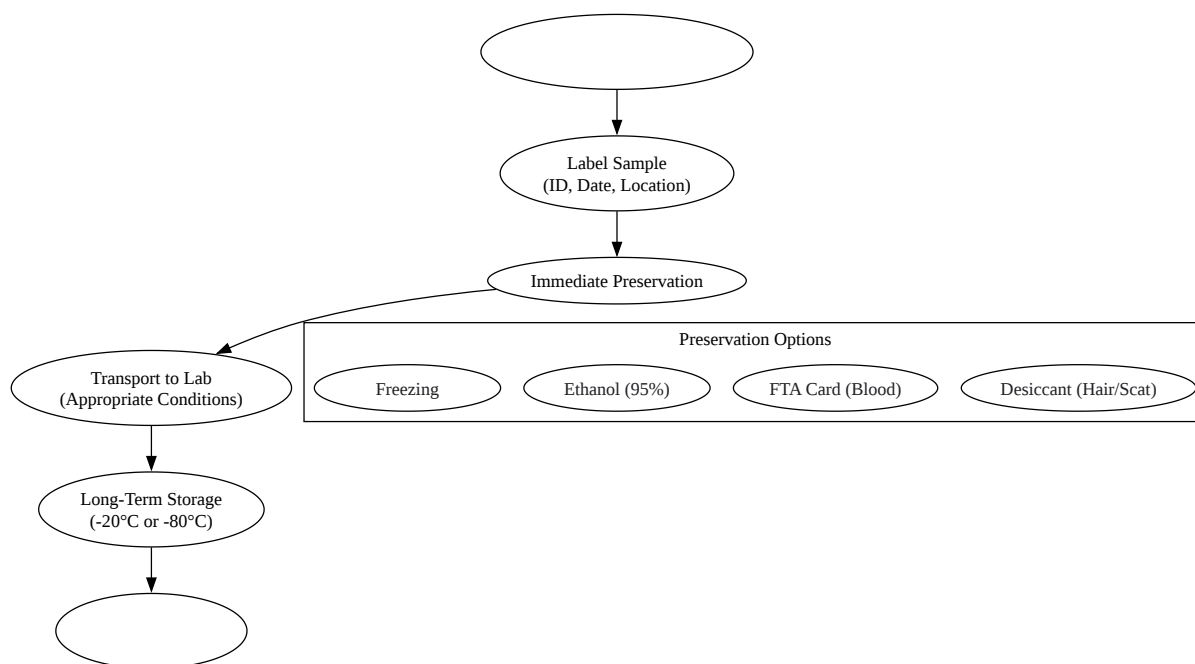 Label Sample
(ID, Date, Location)
Immediate Preservation
Preservation Options
Transport to Lab
(Appropriate Conditions)
Freezing
Ethanol (95%)
FTA Card (Blood)
Desiccant (Hair/Scat)
Long-Term Storage
(-20°C or -80°C)